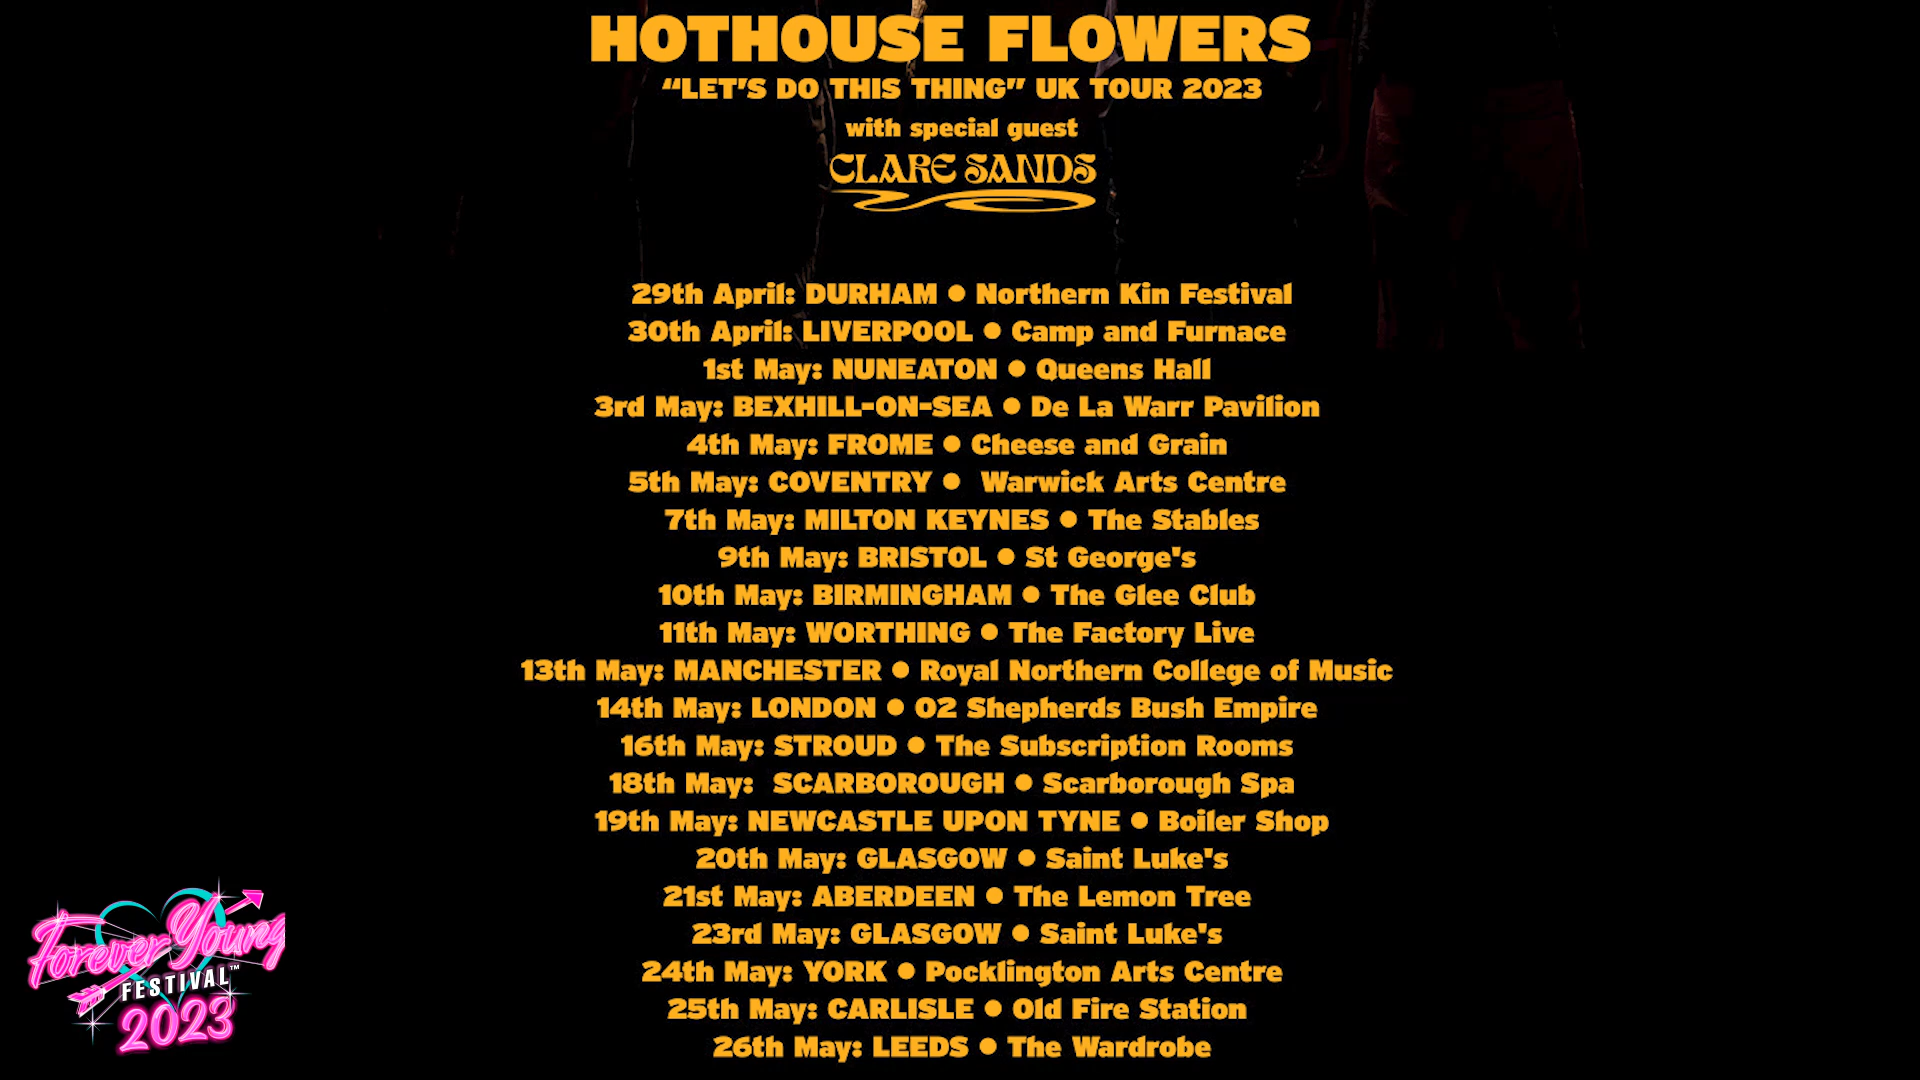 HOTHOUSE FLOWERS
“LET’S DO THIS THING” UK TOUR 2023
with special guest
CLARE SANDS
29th April: DURHAM ● Northern Kin Festival
30th April: LIVERPOOL ● Camp and Furnace
1st May: NUNEATON ● Queens Hall
3rd May: BEXHILL-ON-SEA ● De La Warr Pavilion
4th May: FROME ● Cheese and Grain
5th May: COVENTRY ● Warwick Arts Centre
7th May: MILTON KEYNES ● The Stables
9th May: BRISTOL ● St George's
10th May: BIRMINGHAM ● The Glee Club
11th May: WORTHING ● The Factory Live
13th May: MANCHESTER ● Royal Northern College of Music
14th May: LONDON ● O2 Shepherds Bush Empire
16th May: STROUD ● The Subscription Rooms
18th May: SCARBOROUGH ● Scarborough Spa
19th May: NEWCASTLE UPON TYNE ● Boiler Shop
20th May: GLASGOW ● Saint Luke's
21st May: ABERDEEN ● The Lemon Tree
23rd May: GLASGOW ● Saint Luke's
24th May: YORK ● Pocklington Arts Centre
25th May: CARLISLE ● Old Fire Station
26th May: LEEDS ● The Wardrobe
Forever Young
FESTIVAL™
2023